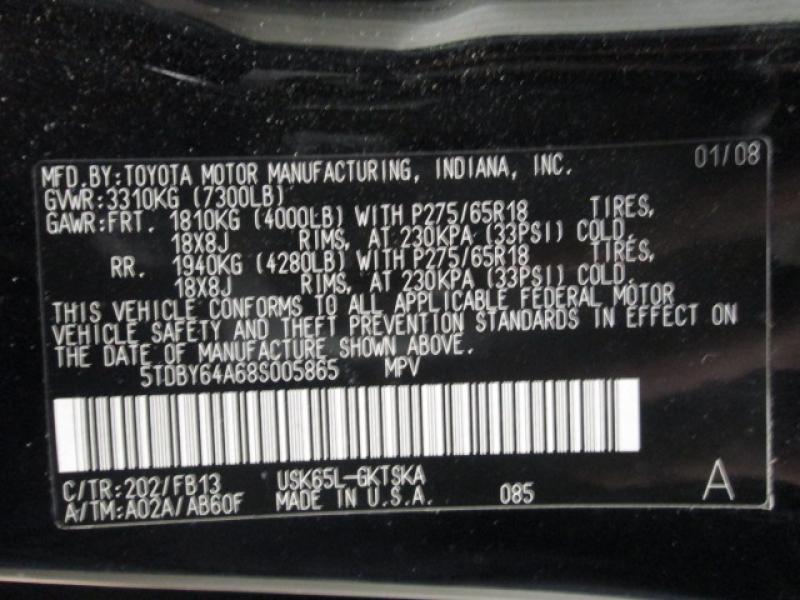 MFD.BY:TOYOTA MOTOR MANUFACTURING, INDIANA, INC. 01/08
GVWR:3310KG (7300LB)
GAWR:FRT. 1810KG (4000LB) WITH P275/65R18 TIRES,
18X8J RIMS, AT 230KPA (33PSI) COLD.
RR. 1940KG (4280LB) WITH P275/65R18 TIRES,
18X8J RIMS, AT 230KPA (33PSI) COLD.
THIS VEHICLE CONFORMS TO ALL APPLICABLE FEDERAL MOTOR
VEHICLE SAFETY AND THEFT PREVENTION STANDARDS IN EFFECT ON
THE DATE OF MANUFACTURE SHOWN ABOVE.
5TDBY64A68S005865 MPV
C/TR:202/FB13 USK65L-GKTSKA
A/TM:A02A/AB60F MADE IN U.S.A. 085 A